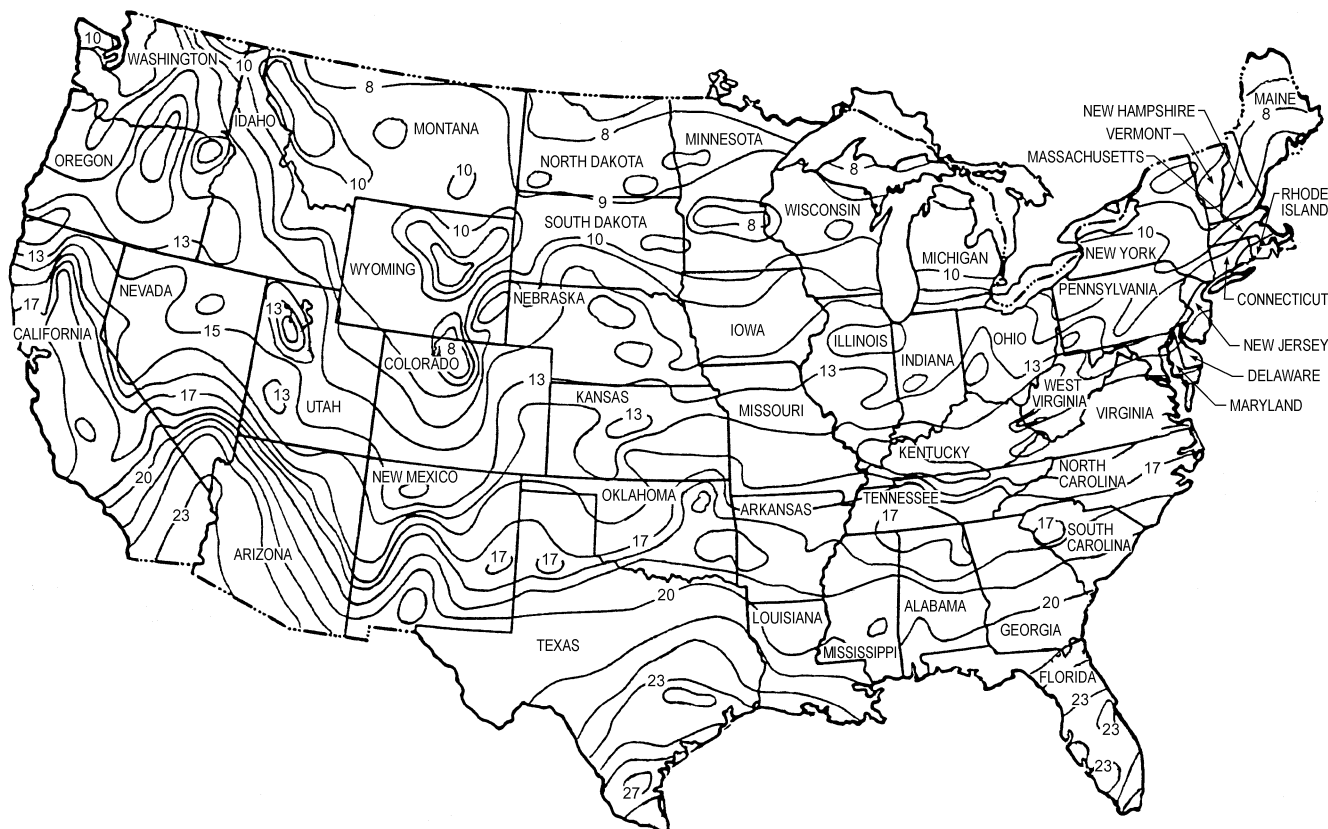 10
WASHINGTON
10
8
IDAHO
MONTANA
OREGON
10
10
13
13
8
NORTH DAKOTA
9
SOUTH DAKOTA
10
MINNESOTA
8
8
WISCONSIN
MICHIGAN
10
NEW HAMPSHIRE
VERMONT
MASSACHUSETTS
MAINE
8
RHODE
ISLAND
10
NEW YORK
PENNSYLVANIA
CONNECTICUT
NEW JERSEY
DELAWARE
MARYLAND
10
WYOMING
NEBRASKA
NEVADA
17
CALIFORNIA
15
13
8
COLORADO
13
17
13
UTAH
IOWA
ILLINOIS
INDIANA
OHIO
13
13
WEST
VIRGINIA
VIRGINIA
KANSAS
13
MISSOURI
KENTUCKY
20
23
NEW MEXICO
OKLAHOMA
ARKANSAS
TENNESSEE
17
NORTH
CAROLINA
17
17
SOUTH
CAROLINA
ARIZONA
17
17
17
20
TEXAS
LOUISIANA
MISSISSIPPI
ALABAMA
20
GEORGIA
23
27
FLORIDA
23
23
23